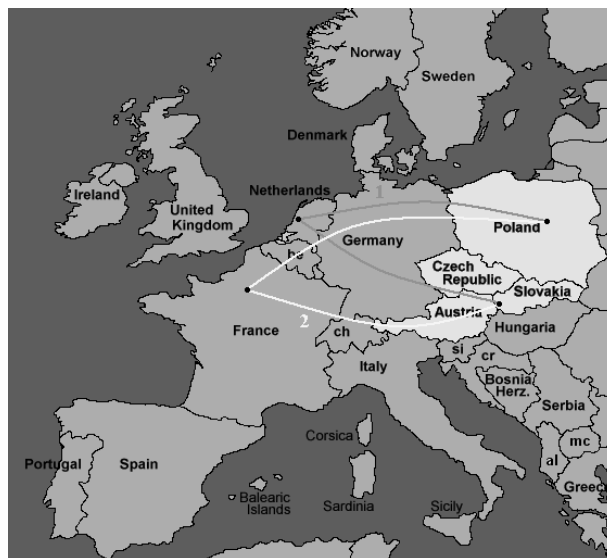 Norway
Sweden
Denmark
Netherlands
1
Ireland
United
Kingdom
Germany
Poland
be
Czech
Republic
Slovakia
Austria
France
2
ch
Hungaria
si
cr
Italy
Bosnia
Herz.
Serbia
Corsica
mc
al
Portugal
Spain
Greec
Balearic
Islands
Sardinia
Sicily